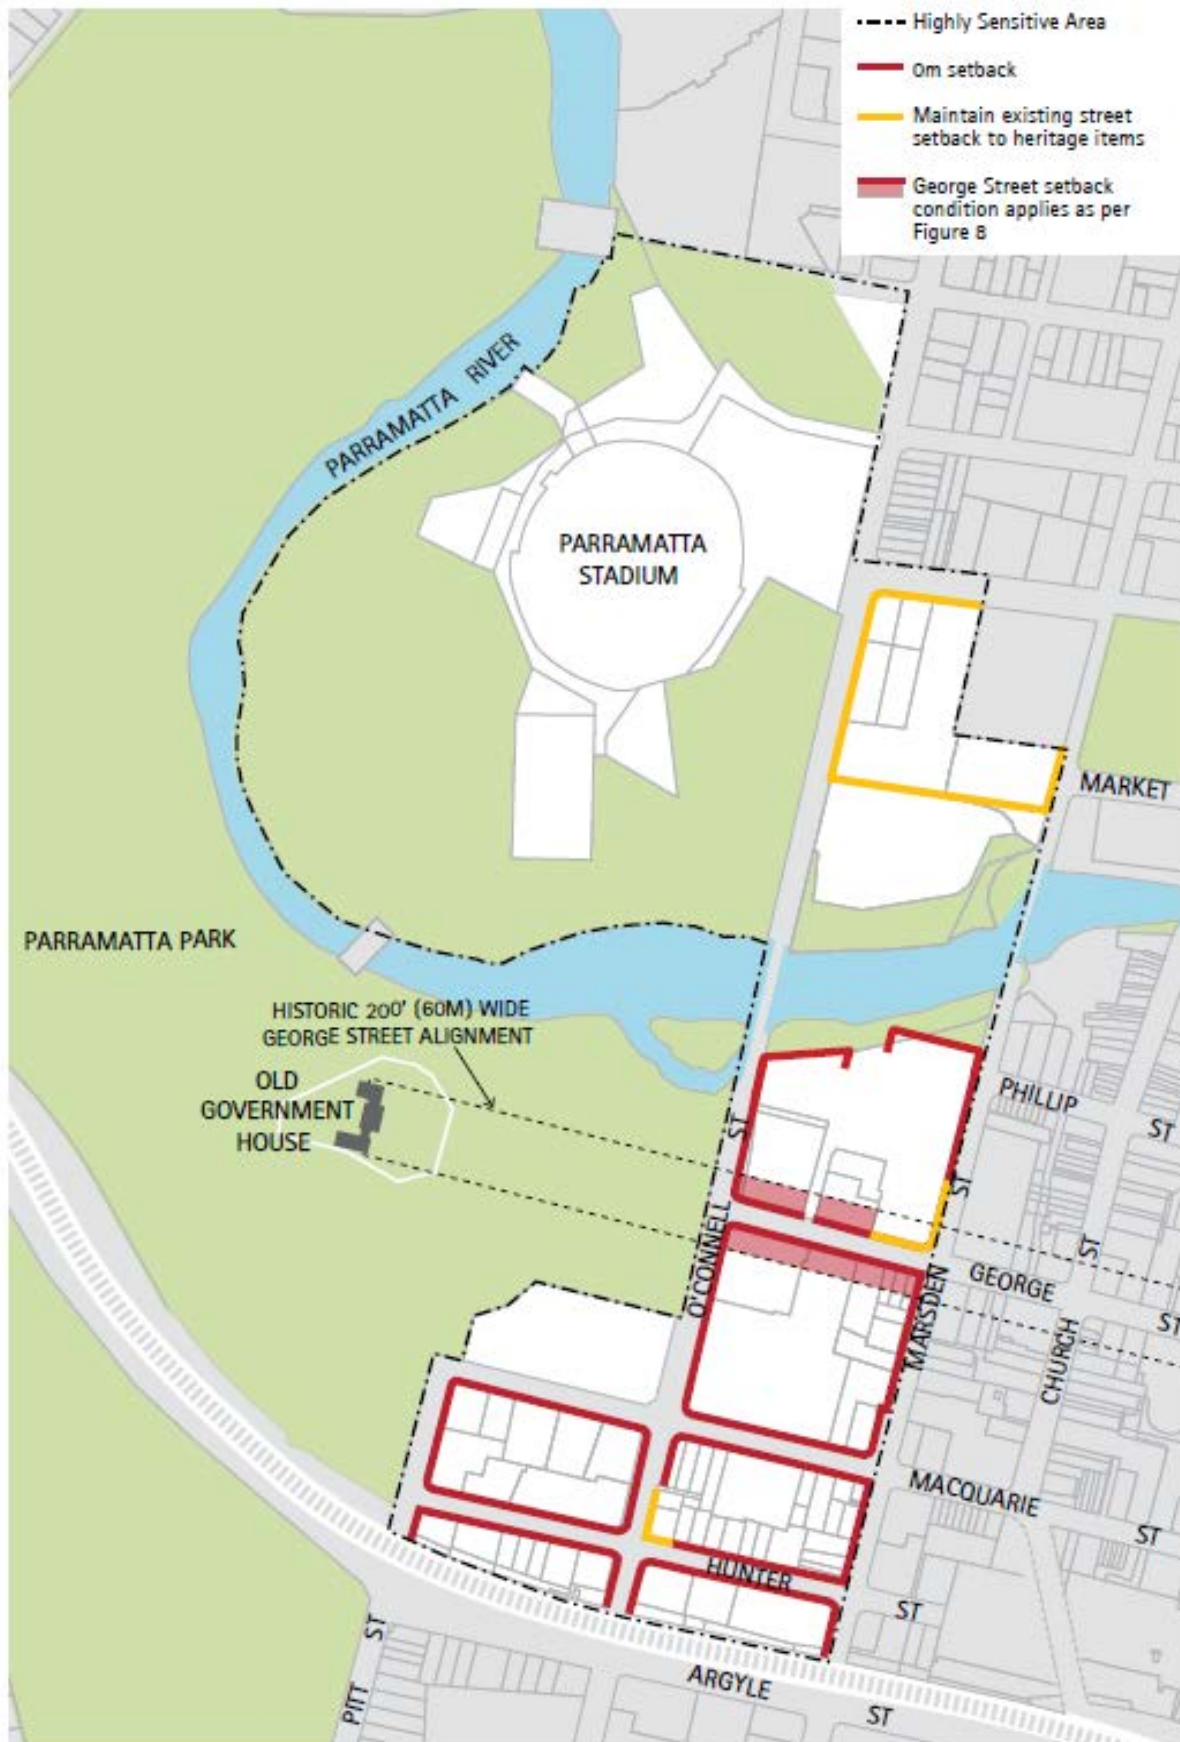 Highly Sensitive Area
0m setback
Maintain existing street
setback to heritage items
George Street setback
condition applies as per
Figure 8
PARRAMATTA RIVER
PARRAMATTA
STADIUM
MARKET
PARRAMATTA PARK
HISTORIC 200' (60M) WIDE
GEORGE STREET ALIGNMENT
OLD
GOVERNMENT
HOUSE
PHILLIP
ST
ST
ST
O'CONNELL
MARSDEN
GEORGE
ST
ST
CHURCH
MACQUARIE
ST
HUNTER
ST
ARGYLE
ST
PITT
ST